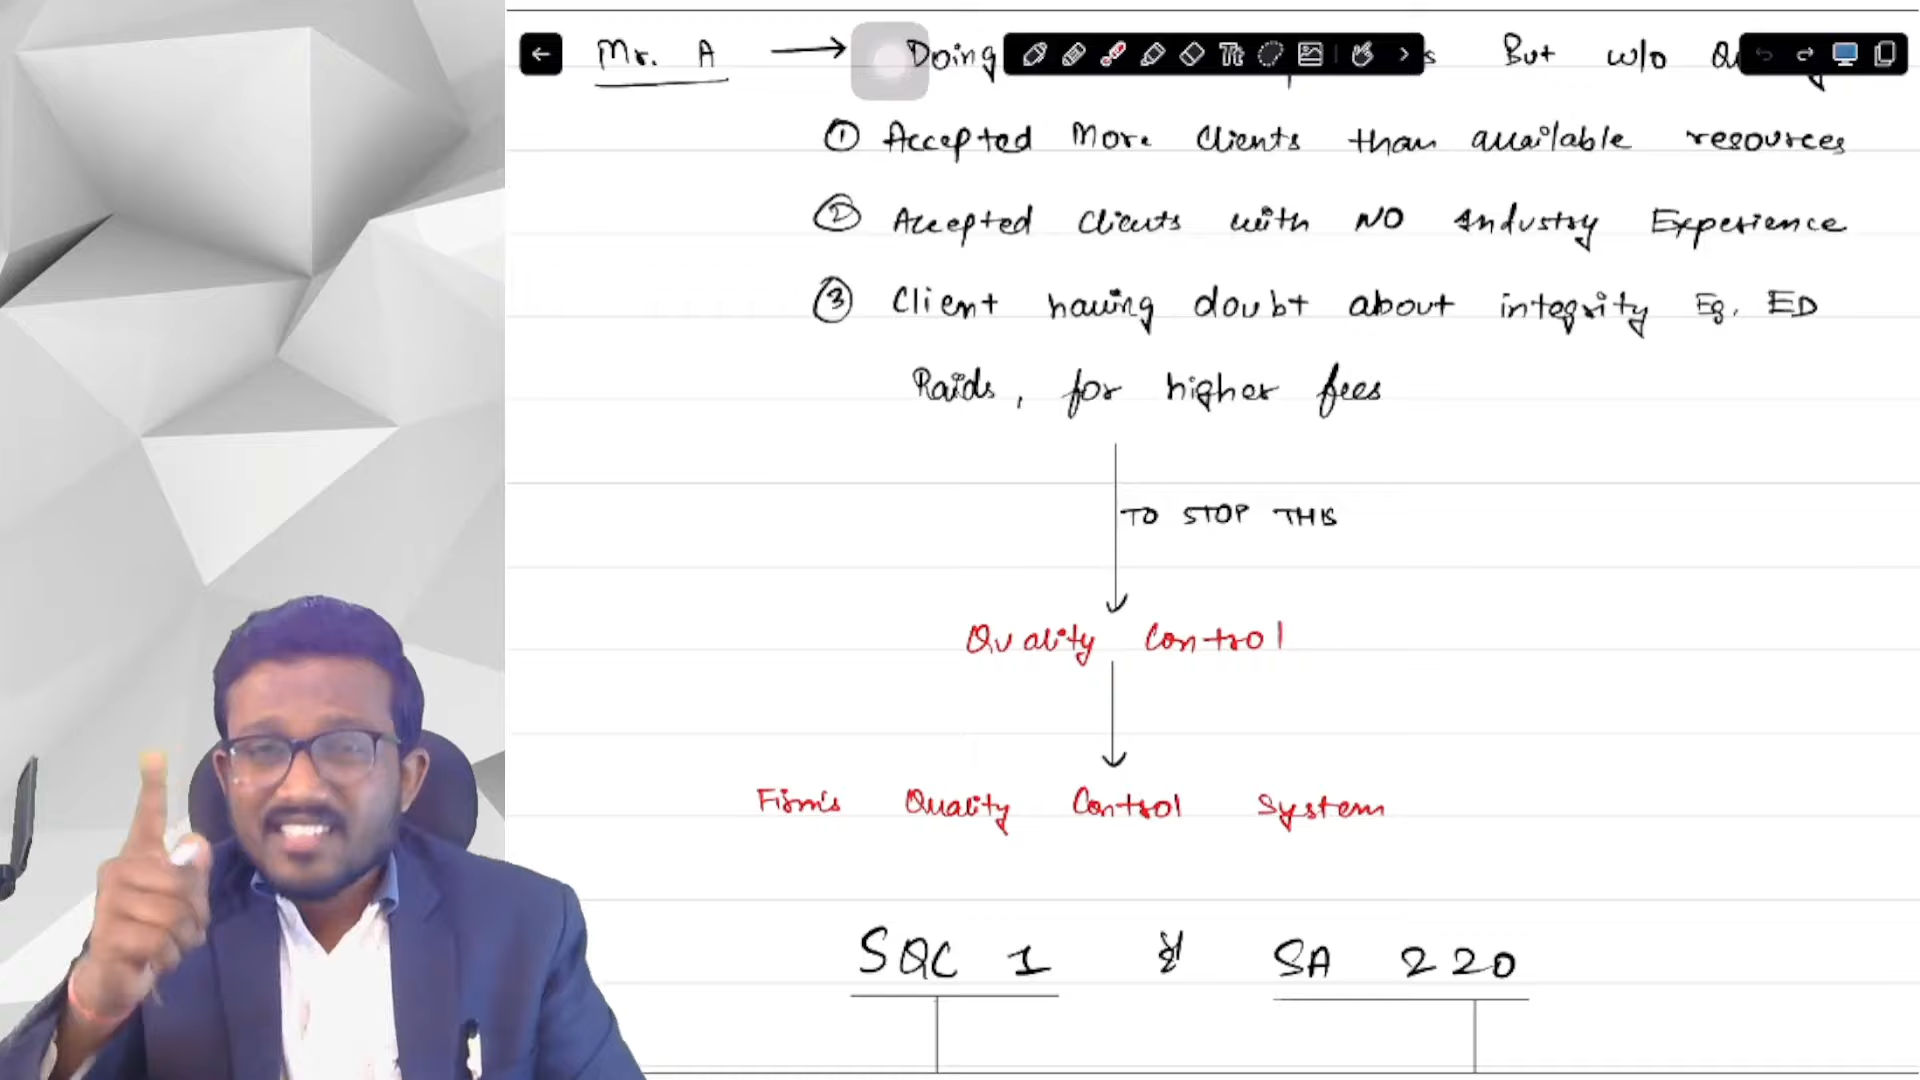 Mr. A → Doing But w/o
① Accepted More Clients than available resources
② Accepted Clients with NO Industry Experience
③ Client having doubt about integrity Eg. ED
Raids, for higher fees
TO STOP THIS
Quality Control
Firm's Quality Control System
SQC 1 & SA 220